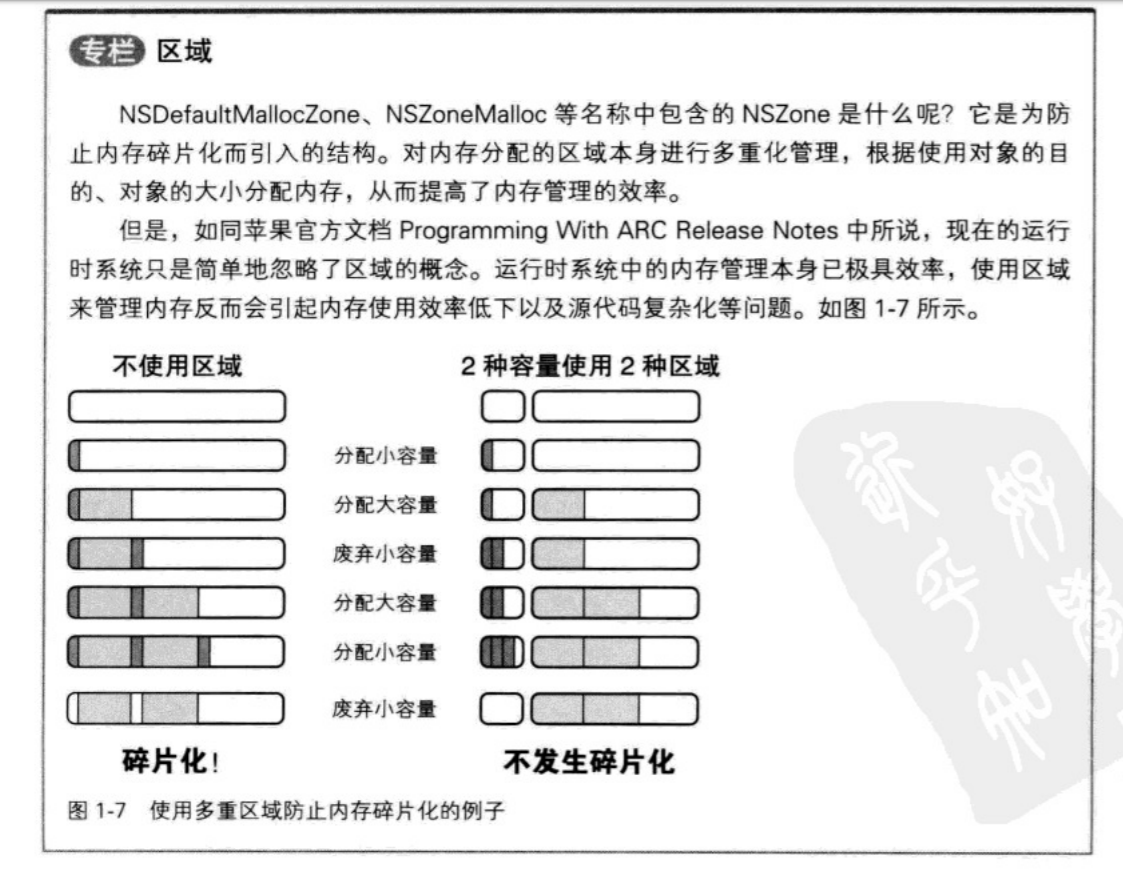 专栏 区域
NSDefaultMallocZone、NSZoneMalloc 等名称中包含的 NSZone 是什么呢？它是为防
止内存碎片化而引入的结构。对内存分配的区域本身进行多重化管理，根据使用对象的目
的、对象的大小分配内存，从而提高了内存管理的效率。
但是，如同苹果官方文档 Programming With ARC Release Notes 中所说，现在的运行
时系统只是简单地忽略了区域的概念。运行时系统中的内存管理本身已极具效率，使用区域
来管理内存反而会引起内存使用效率低下以及源代码复杂化等问题。如图 1-7 所示。
不使用区域 2 种容量使用 2 种区域
分配小容量
分配大容量
废弃小容量
分配大容量
分配小容量
废弃小容量
碎片化！ 不发生碎片化
图 1-7 使用多重区域防止内存碎片化的例子